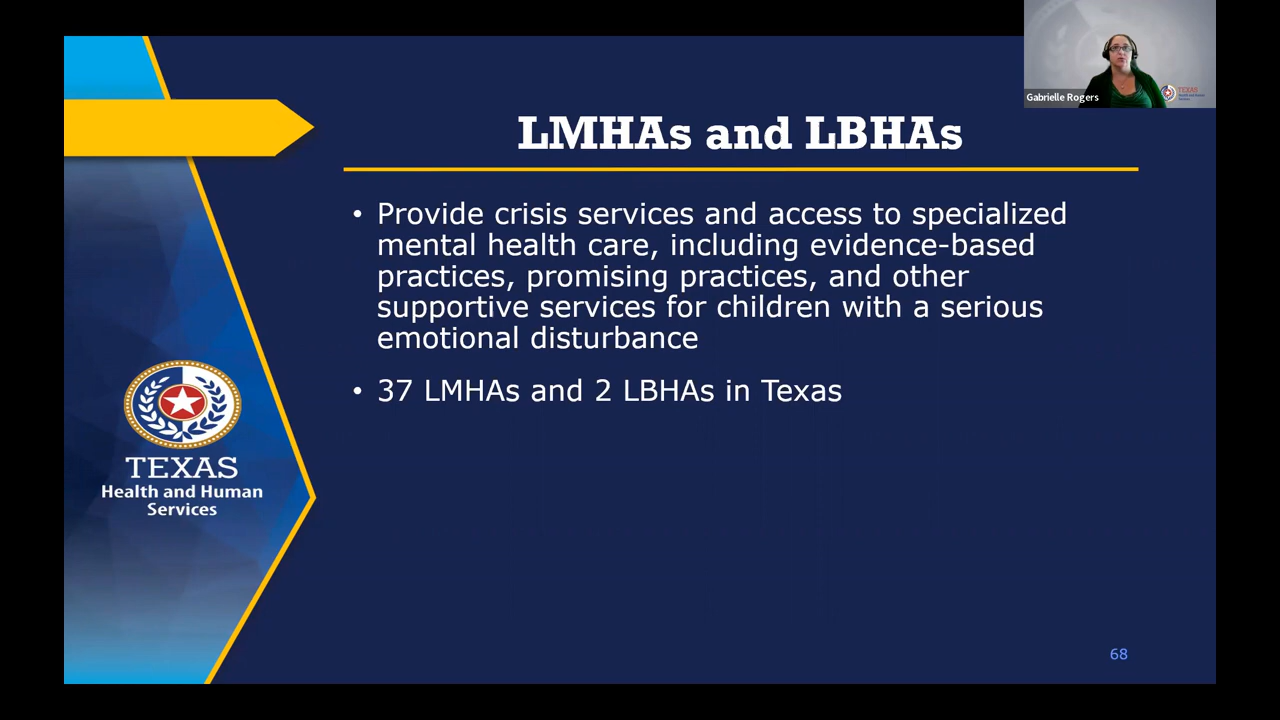 Gabrielle Rogers
TEXAS
LMHAs and LBHAs
• Provide crisis services and access to specialized
mental health care, including evidence-based
practices, promising practices, and other
supportive services for children with a serious
emotional disturbance
• 37 LMHAs and 2 LBHAs in Texas
TEXAS
Health and Human
Services
68